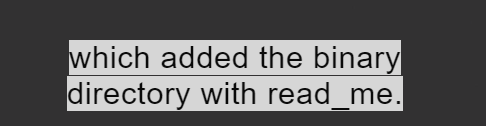 which added the binary
directory with read_me.